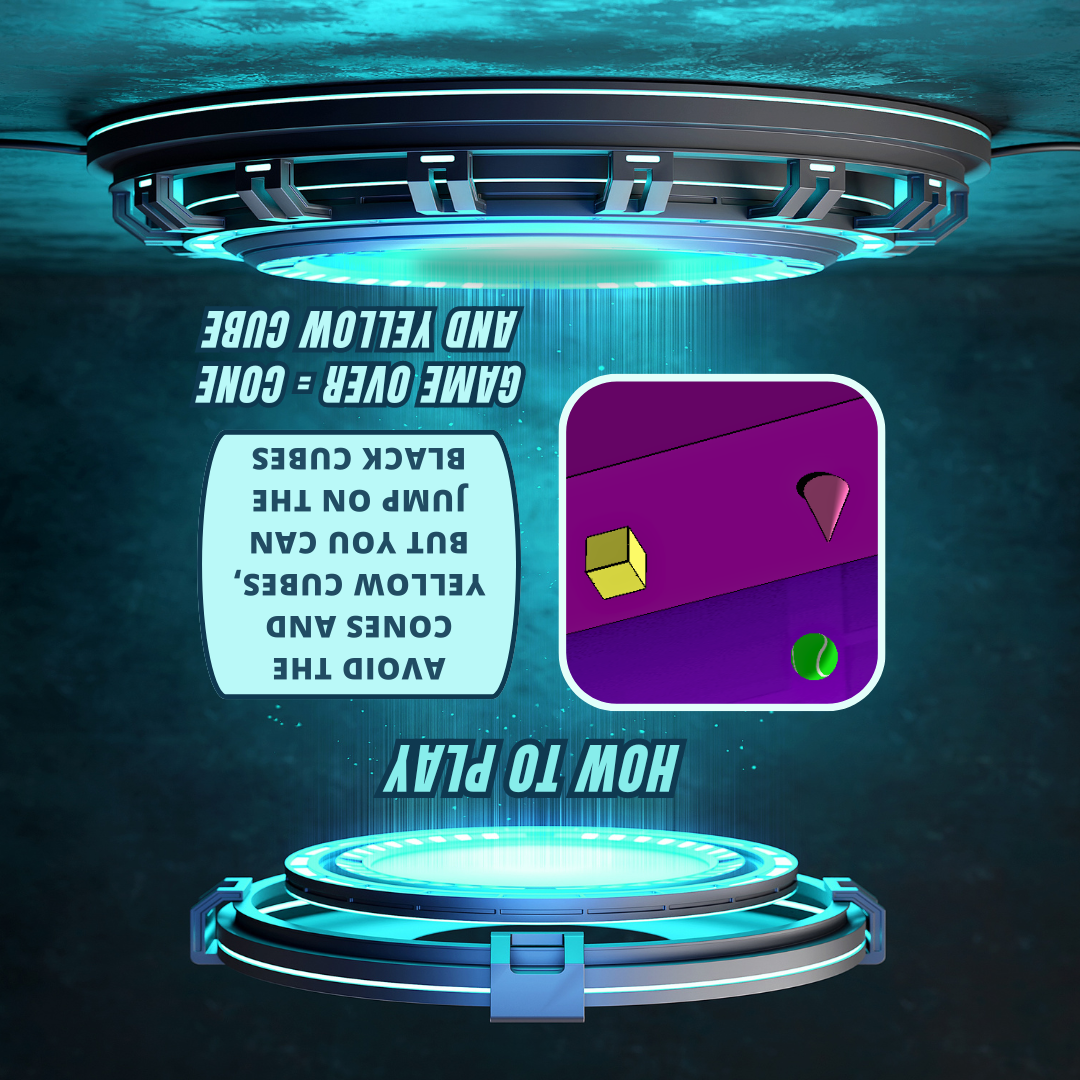 HOW TO PLAY
AVOID THE
CONES AND
YELLOW CUBES,
BUT YOU CAN
JUMP ON THE
BLACK CUBES
GAME OVER = CONE
AND YELLOW CUBE